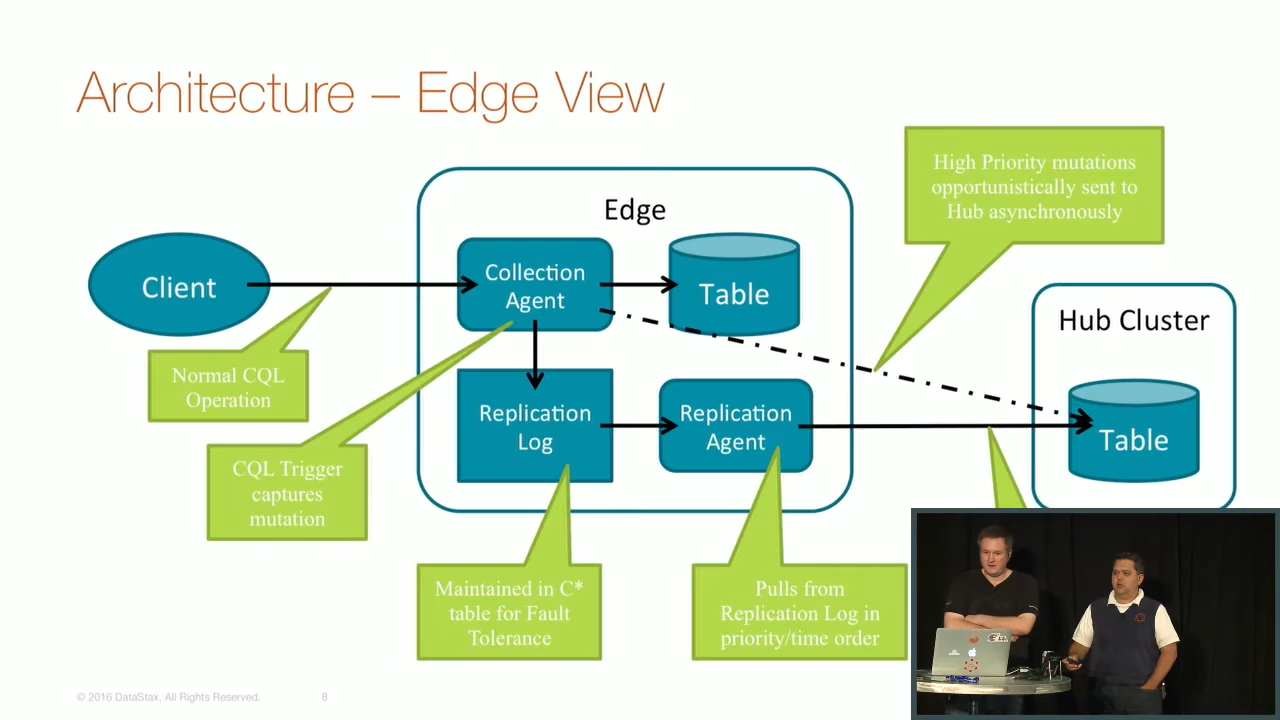 Architecture – Edge View
High Priority mutations
opportunistically sent to
Hub asynchronously
Edge
Client
Collection
Agent
Table
Hub Cluster
Table
Normal CQL
Operation
Replication
Log
Replication
Agent
CQL Trigger
captures
mutation
Maintained in C*
table for Fault
Tolerance
Pulls from
Replication Log in
priority/time order
© 2016 DataStax, All Rights Reserved.
8